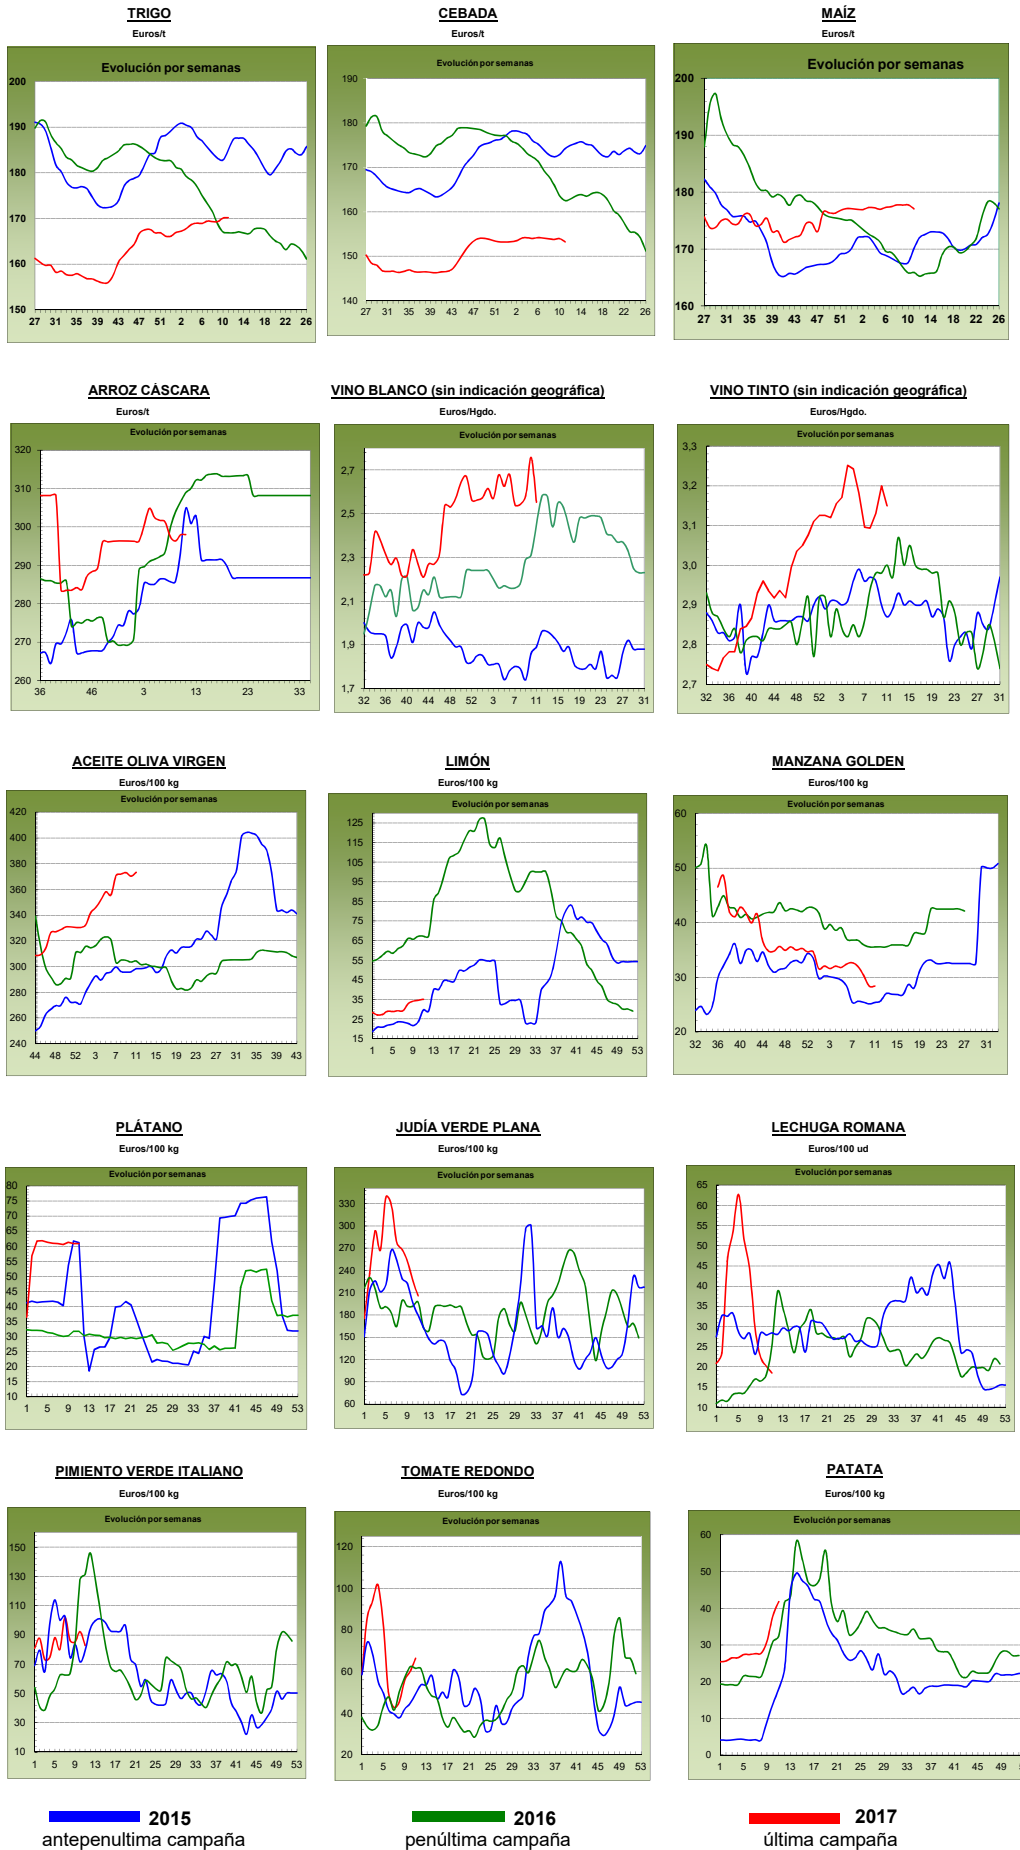 TRIGO
CEBADA
MAÍZ
Euros/t
Euros/t
Euros/t
Evolución por semanas
Evolución por semanas
Evolución por semanas
200
190
180
170
160
150
27 31 35 39 43 47 51 2 6 10 14 18 22 26
190
180
170
160
150
140
27 31 35 39 43 47 51 2 6 10 14 18 22 26
200
190
180
170
160
27 31 35 39 43 47 51 2 6 10 14 18 22 26
ARROZ CÁSCARA
VINO BLANCO (sin indicación geográfica)
VINO TINTO (sin indicación geográfica)
Euros/t
Euros/Hgdo.
Euros/Hgdo.
Evolución por semanas
Evolución por semanas
Evolución por semanas
320
310
300
290
280
270
260
36 46 3 13 23 33
2,7
2,5
2,3
2,1
1,9
1,7
32 36 40 44 48 52 3 7 11 15 19 23 27 31
3,3
3,2
3,1
3,0
2,9
2,8
2,7
32 36 40 44 48 52 3 7 11 15 19 23 27 31
ACEITE OLIVA VIRGEN
LIMÓN
MANZANA GOLDEN
Euros/100 kg
Euros/100 kg
Euros/100 kg
Evolución por semanas
Evolución por semanas
Evolución por semanas
420
400
380
360
340
320
300
280
260
240
44 48 52 3 7 11 15 19 23 27 31 35 39 43
125
115
105
95
85
75
65
55
45
35
25
15
1 5 9 13 17 21 25 29 33 37 41 45 49 53
60
50
40
30
20
32 36 40 44 48 52 3 7 11 15 19 23 27 31
PLÁTANO
JUDÍA VERDE PLANA
LECHUGA ROMANA
Euros/100 kg
Euros/100 kg
Euros/100 ud
Evolución por semanas
Evolución por semanas
Evolución por semanas
80
75
70
65
60
55
50
45
40
35
30
25
20
15
10
1 5 9 13 17 21 25 29 33 37 41 45 49 53
330
300
270
240
210
180
150
120
90
60
1 5 9 13 17 21 25 29 33 37 41 45 49 53
65
60
55
50
45
40
35
30
25
20
15
10
1 5 9 13 17 21 25 29 33 37 41 45 49 53
PIMIENTO VERDE ITALIANO
TOMATE REDONDO
PATATA
Euros/100 kg
Euros/100 kg
Euros/100 kg
Evolución por semanas
Evolución por semanas
Evolución por semanas
150
130
110
90
70
50
30
10
1 5 9 13 17 21 25 29 33 37 41 45 49 53
120
100
80
60
40
20
1 5 9 13 17 21 25 29 33 37 41 45 49 53
60
50
40
30
20
10
0
1 5 9 13 17 21 25 29 33 37 41 45 49
2015
2016
2017
antepenultima campaña
penúltima campaña
última campaña